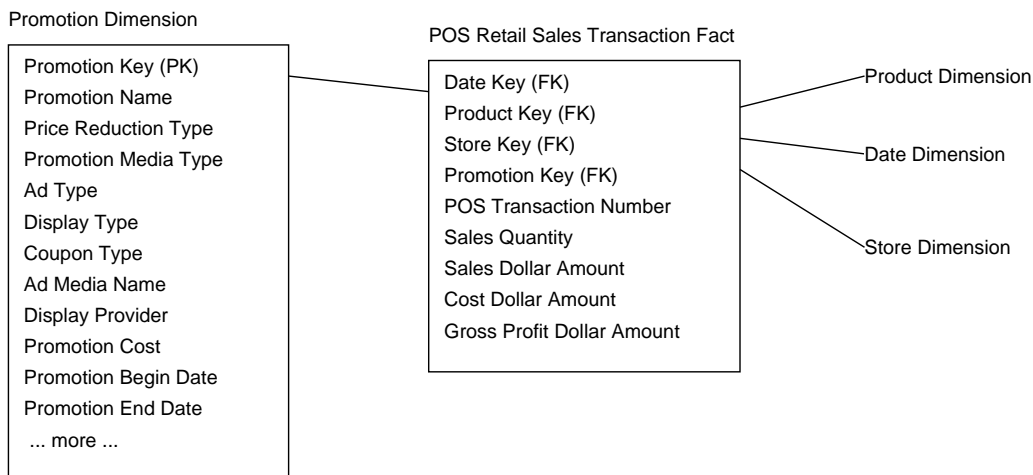 Promotion Dimension
Promotion Key (PK)
Promotion Name
Price Reduction Type
Promotion Media Type
Ad Type
Display Type
Coupon Type
Ad Media Name
Display Provider
Promotion Cost
Promotion Begin Date
Promotion End Date
... more ...
POS Retail Sales Transaction Fact
Date Key (FK)
Product Key (FK)
Store Key (FK)
Promotion Key (FK)
POS Transaction Number
Sales Quantity
Sales Dollar Amount
Cost Dollar Amount
Gross Profit Dollar Amount
Product Dimension
Date Dimension
Store Dimension